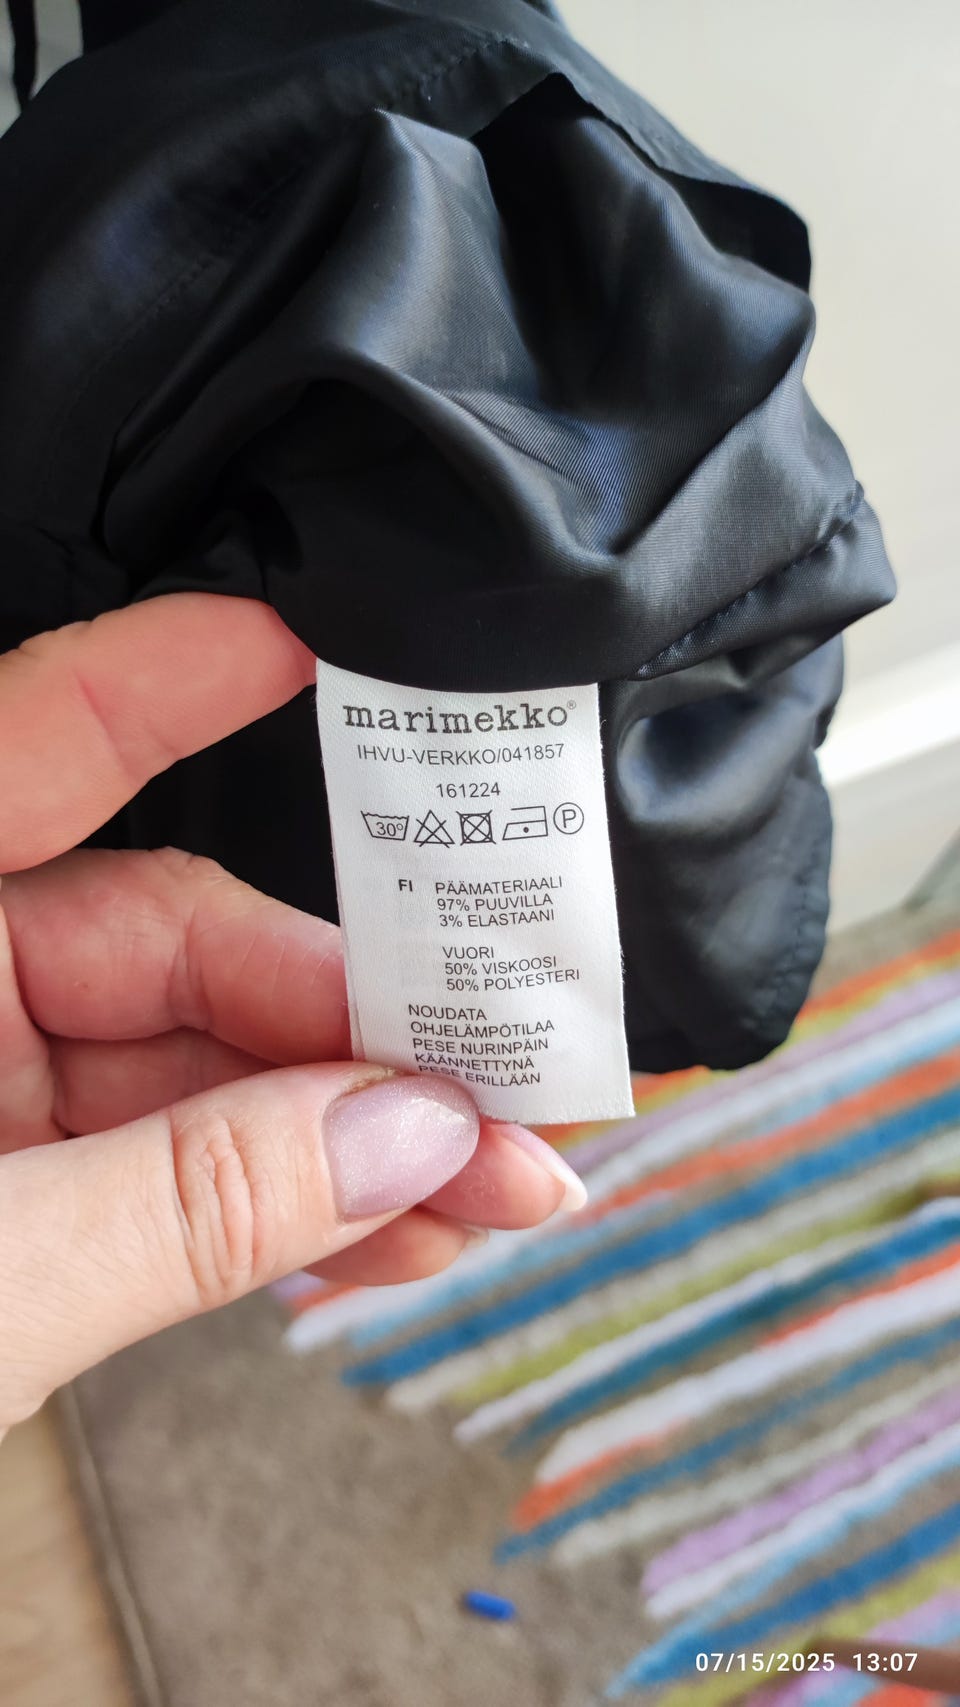 marimekko®
IHVU-VERKKO/041857
161224
30° P
FI PÄÄMATERIAALI
97% PUUVILLA
3% ELASTAANI
VUORI
50% VISKOOSI
50% POLYESTERI
NOUDATA
OHJELÄMPÖTILAA
PESE NURINPÄIN
KÄÄNNETTYNÄ
PESE ERILLÄÄN
07/15/2025 13:07